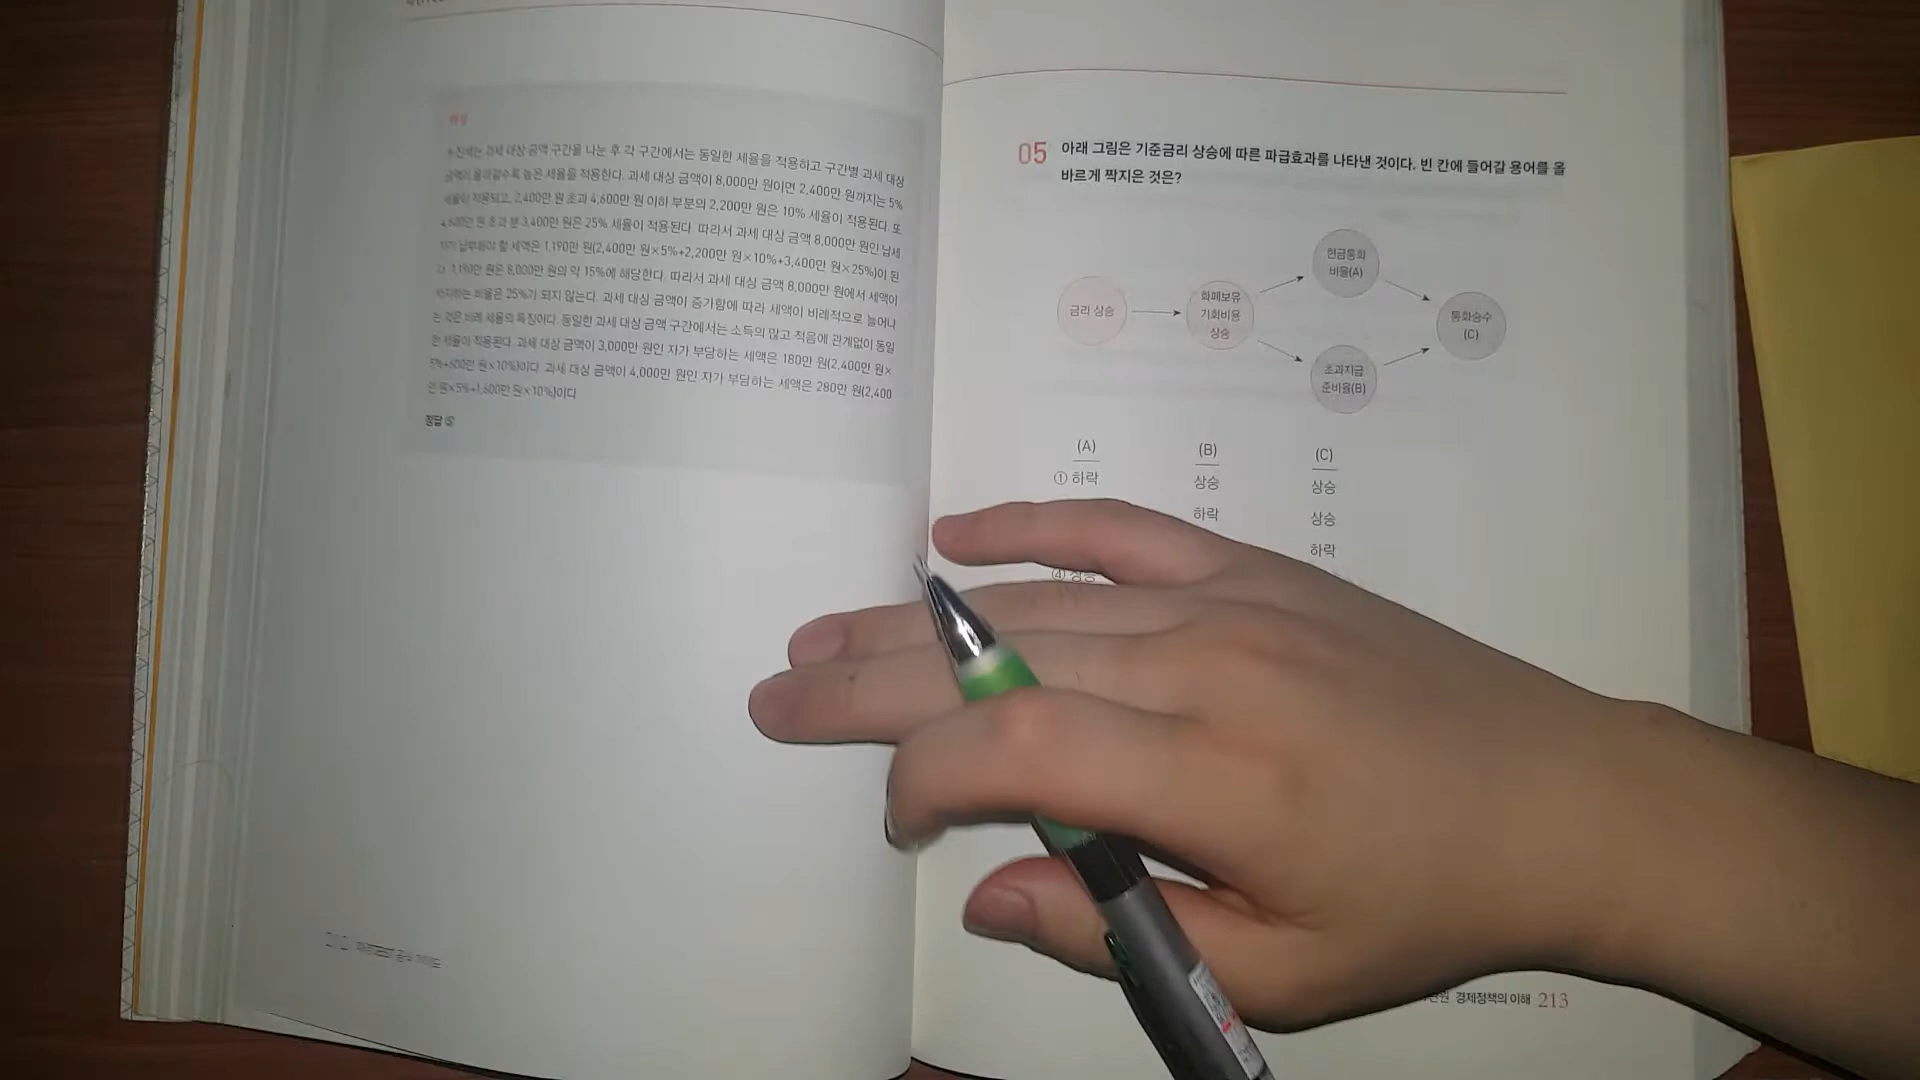 해설
누진세는 과세 대상 금액 구간을 나눈 후 각 구간에서는 동일한 세율을 적용하고 구간별 과세 대상
금액이 올라갈수록 높은 세율을 적용한다. 과세 대상 금액이 8,000만 원이면 2,400만 원까지는 5%
세율이 적용되고, 2,400만 원 초과 4,600만 원 이하 부분의 2,200만 원은 10% 세율이 적용된다. 또
4,600만 원 초과 분 3,400만 원은 25% 세율이 적용된다. 따라서 과세 대상 금액 8,000만 원인 납세
자가 납부해야 할 세액은 1,190만 원(2,400만 원×5%+2,200만 원×10%+3,400만 원×25%)이 된
다. 1,190만 원은 8,000만 원의 약 15%에 해당한다. 따라서 과세 대상 금액 8,000만 원에서 세액이
차지하는 비율은 25%가 되지 않는다. 과세 대상 금액이 증가함에 따라 세액이 비례적으로 늘어나
는 것은 비례 세율의 특징이다. 동일한 과세 대상 금액 구간에서는 소득의 많고 적음에 관계없이 동일
한 세율이 적용된다. 과세 대상 금액이 3,000만 원인 자가 부담하는 세액은 180만 원(2,400만 원×
5%+600만 원×10%)이다. 과세 대상 금액이 4,000만 원인 자가 부담하는 세액은 280만 원(2,400
만 원×5%+1,600만 원×10%)이다
정답 ⑤
05 아래 그림은 기준금리 상승에 따른 파급효과를 나타낸 것이다. 빈 칸에 들어갈 용어를 올
바르게 짝지은 것은?
금리 상승
화폐보유
기회비용
상승
현금통화
비율(A)
초과지급
준비율(B)
통화승수
(C)
(A) (B) (C)
① 하락 상승 상승
하락 상승
하락
④ 상승
경제정책의 이해 213